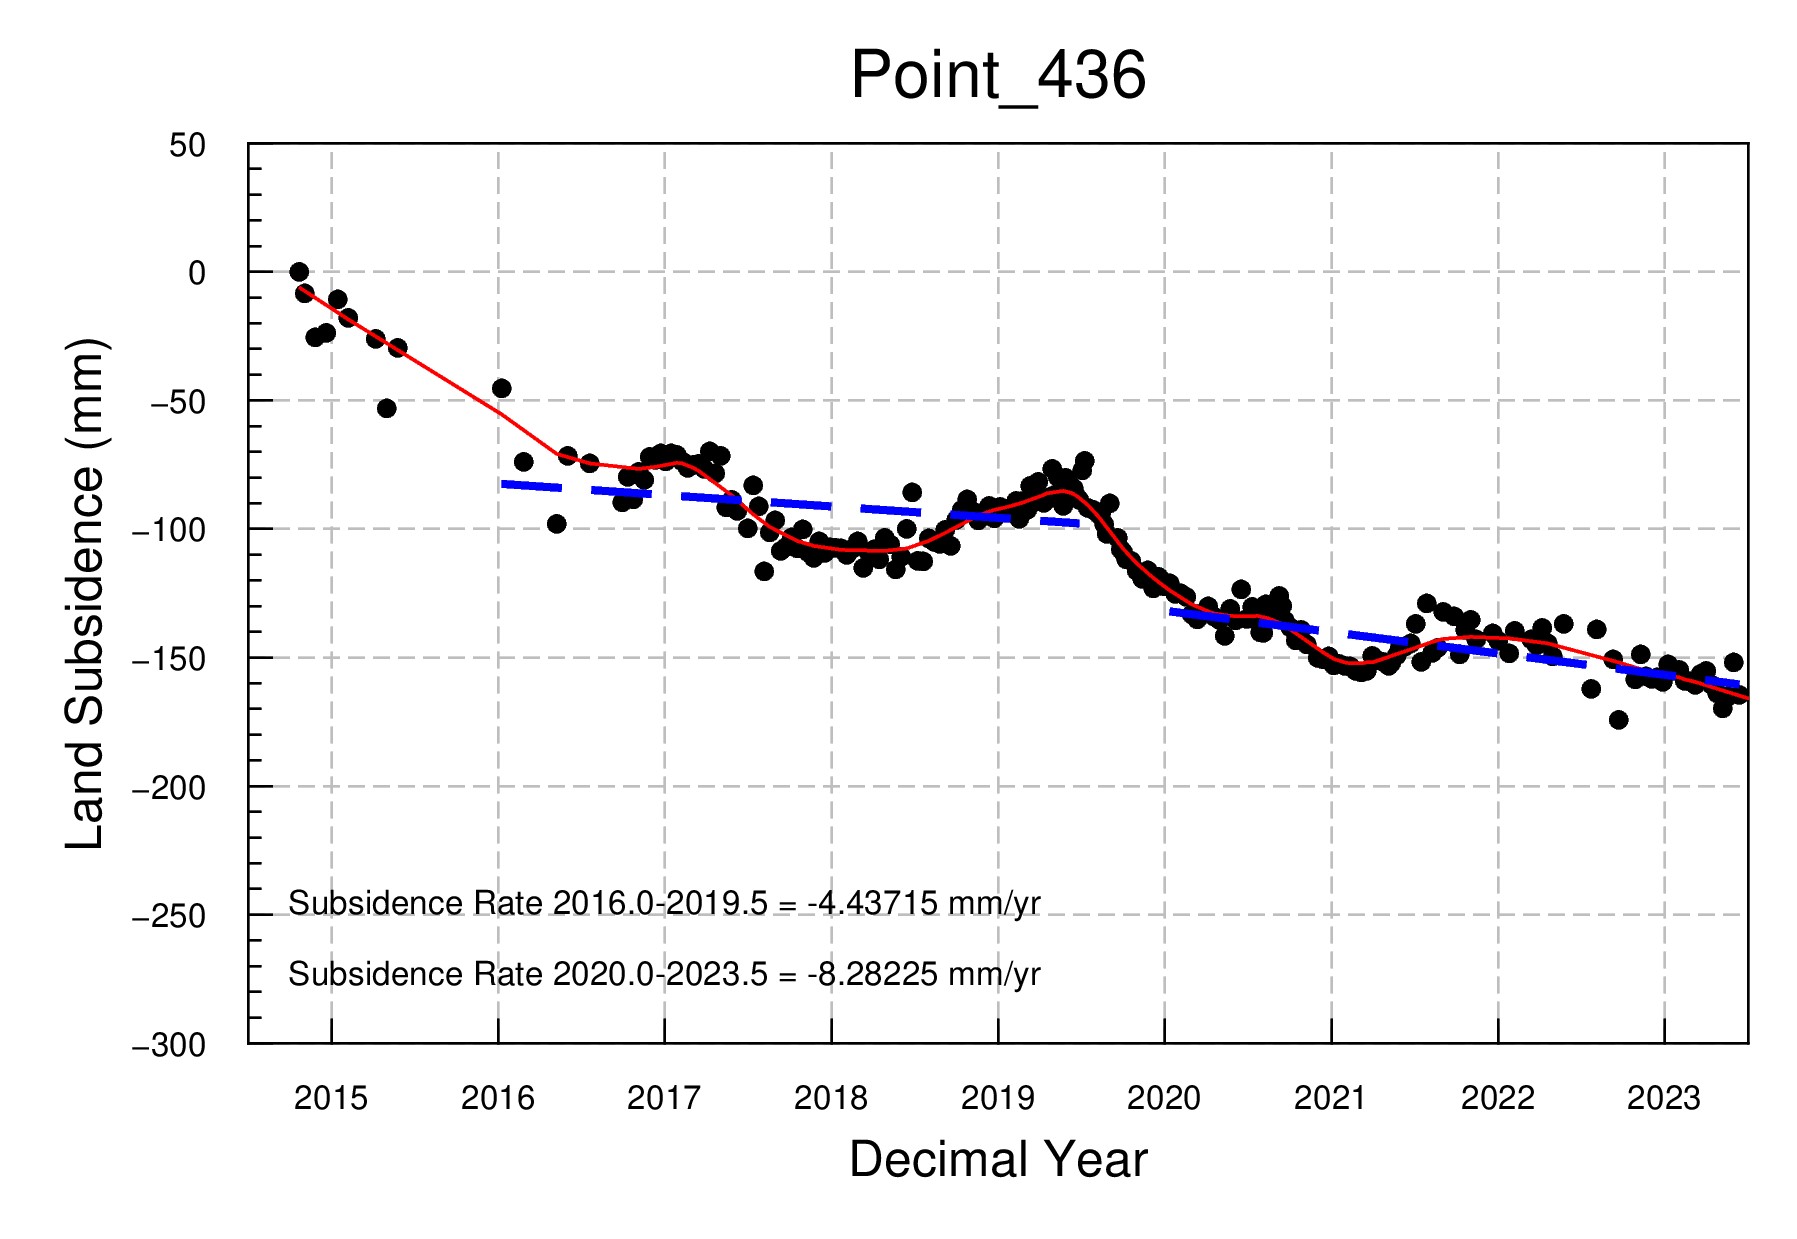 Point_436
50
0
−50
−100
−150
−200
−250
−300
Land Subsidence (mm)
Subsidence Rate 2016.0-2019.5 = -4.43715 mm/yr
Subsidence Rate 2020.0-2023.5 = -8.28225 mm/yr
2015 2016 2017 2018 2019 2020 2021 2022 2023
Decimal Year